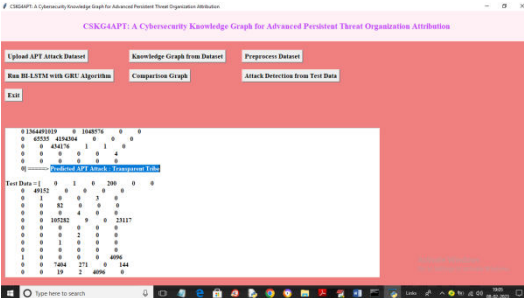 CSKG4APT: A Cybersecurity Knowledge Graph for Advanced Persistent Threat Organization Attribution
CSKG4APT: A Cybersecurity Knowledge Graph for Advanced Persistent Threat Organization Attribution
Upload APT Attack Dataset Knowledge Graph from Dataset Preprocess Dataset
Run BI-LSTM with GRU Algorithm Comparison Graph Attack Detection from Test Data
Exit
0 1364491019 0 1048576 0 0
0 65535 4194304 0 0 0
0 0 434176 1 1 0
0 0 0 0 0 4
0 0 0 0 0 0
0] =====> Predicted APT Attack : Transparent Tribe
Test Data = [ 0 1 0 200 0 0
0 49152 0 0 0 0
0 1 0 0 3 0
0 0 82 0 0 0
0 0 0 4 0 0
0 0 105282 9 0 23117
0 0 0 0 0 0
0 0 0 2 0 0
0 0 1 0 0 0
0 0 0 0 0 0
1 0 0 0 0 4096
0 0 7404 271 0 144
0 0 19 2 4096 0
Type here to search
Links